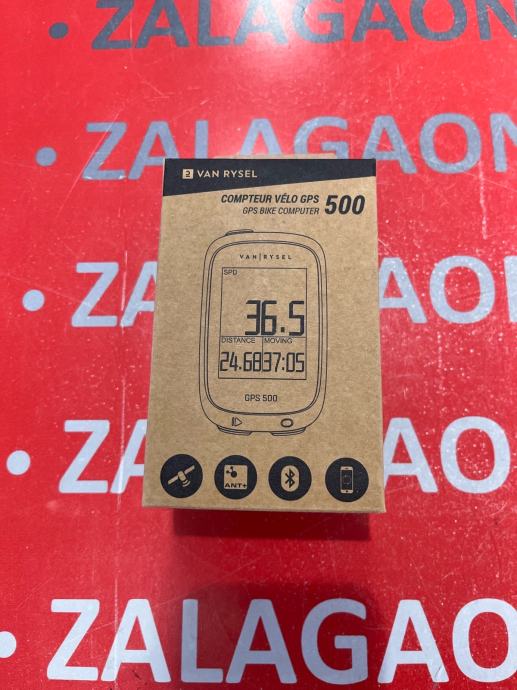 • ZALAGAON
• ZALAGAON
VAN RYSEL
COMPTEUR VÉLO GPS 500
GPS BIKE COMPUTER
VAN RYSEL
SPD
36.5
DISTANCE MOVING
24.68 37:05
GPS 500
ANT+
ZA AO
• ZA AO
• ZALAGAO